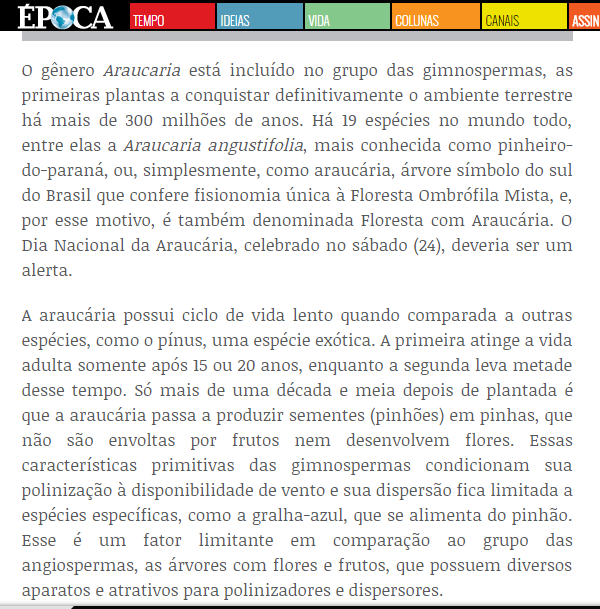 ÉPOCA TEMPO IDEIAS VIDA COLUNAS CANAIS ASSIN
O gênero Araucaria está incluído no grupo das gimnospermas, as
primeiras plantas a conquistar definitivamente o ambiente terrestre
há mais de 300 milhões de anos. Há 19 espécies no mundo todo,
entre elas a Araucaria angustifolia, mais conhecida como pinheiro-
do-paraná, ou, simplesmente, como araucária, árvore símbolo do sul
do Brasil que confere fisionomia única à Floresta Ombrófila Mista, e,
por esse motivo, é também denominada Floresta com Araucária. O
Dia Nacional da Araucária, celebrado no sábado (24), deveria ser um
alerta.
A araucária possui ciclo de vida lento quando comparada a outras
espécies, como o pínus, uma espécie exótica. A primeira atinge a vida
adulta somente após 15 ou 20 anos, enquanto a segunda leva metade
desse tempo. Só mais de uma década e meia depois de plantada é
que a araucária passa a produzir sementes (pinhões) em pinhas, que
não são envoltas por frutos nem desenvolvem flores. Essas
características primitivas das gimnospermas condicionam sua
polinização à disponibilidade de vento e sua dispersão fica limitada a
espécies específicas, como a gralha-azul, que se alimenta do pinhão.
Esse é um fator limitante em comparação ao grupo das
angiospermas, as árvores com flores e frutos, que possuem diversos
aparatos e atrativos para polinizadores e dispersores.